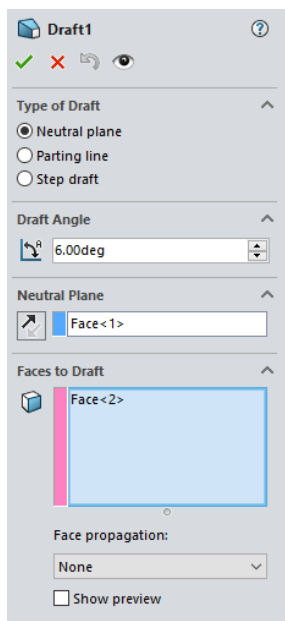 Draft1
Type of Draft
Neutral plane
Parting line
Step draft
Draft Angle
6.00deg
Neutral Plane
Face<1>
Faces to Draft
Face<2>
Face propagation:
None
Show preview